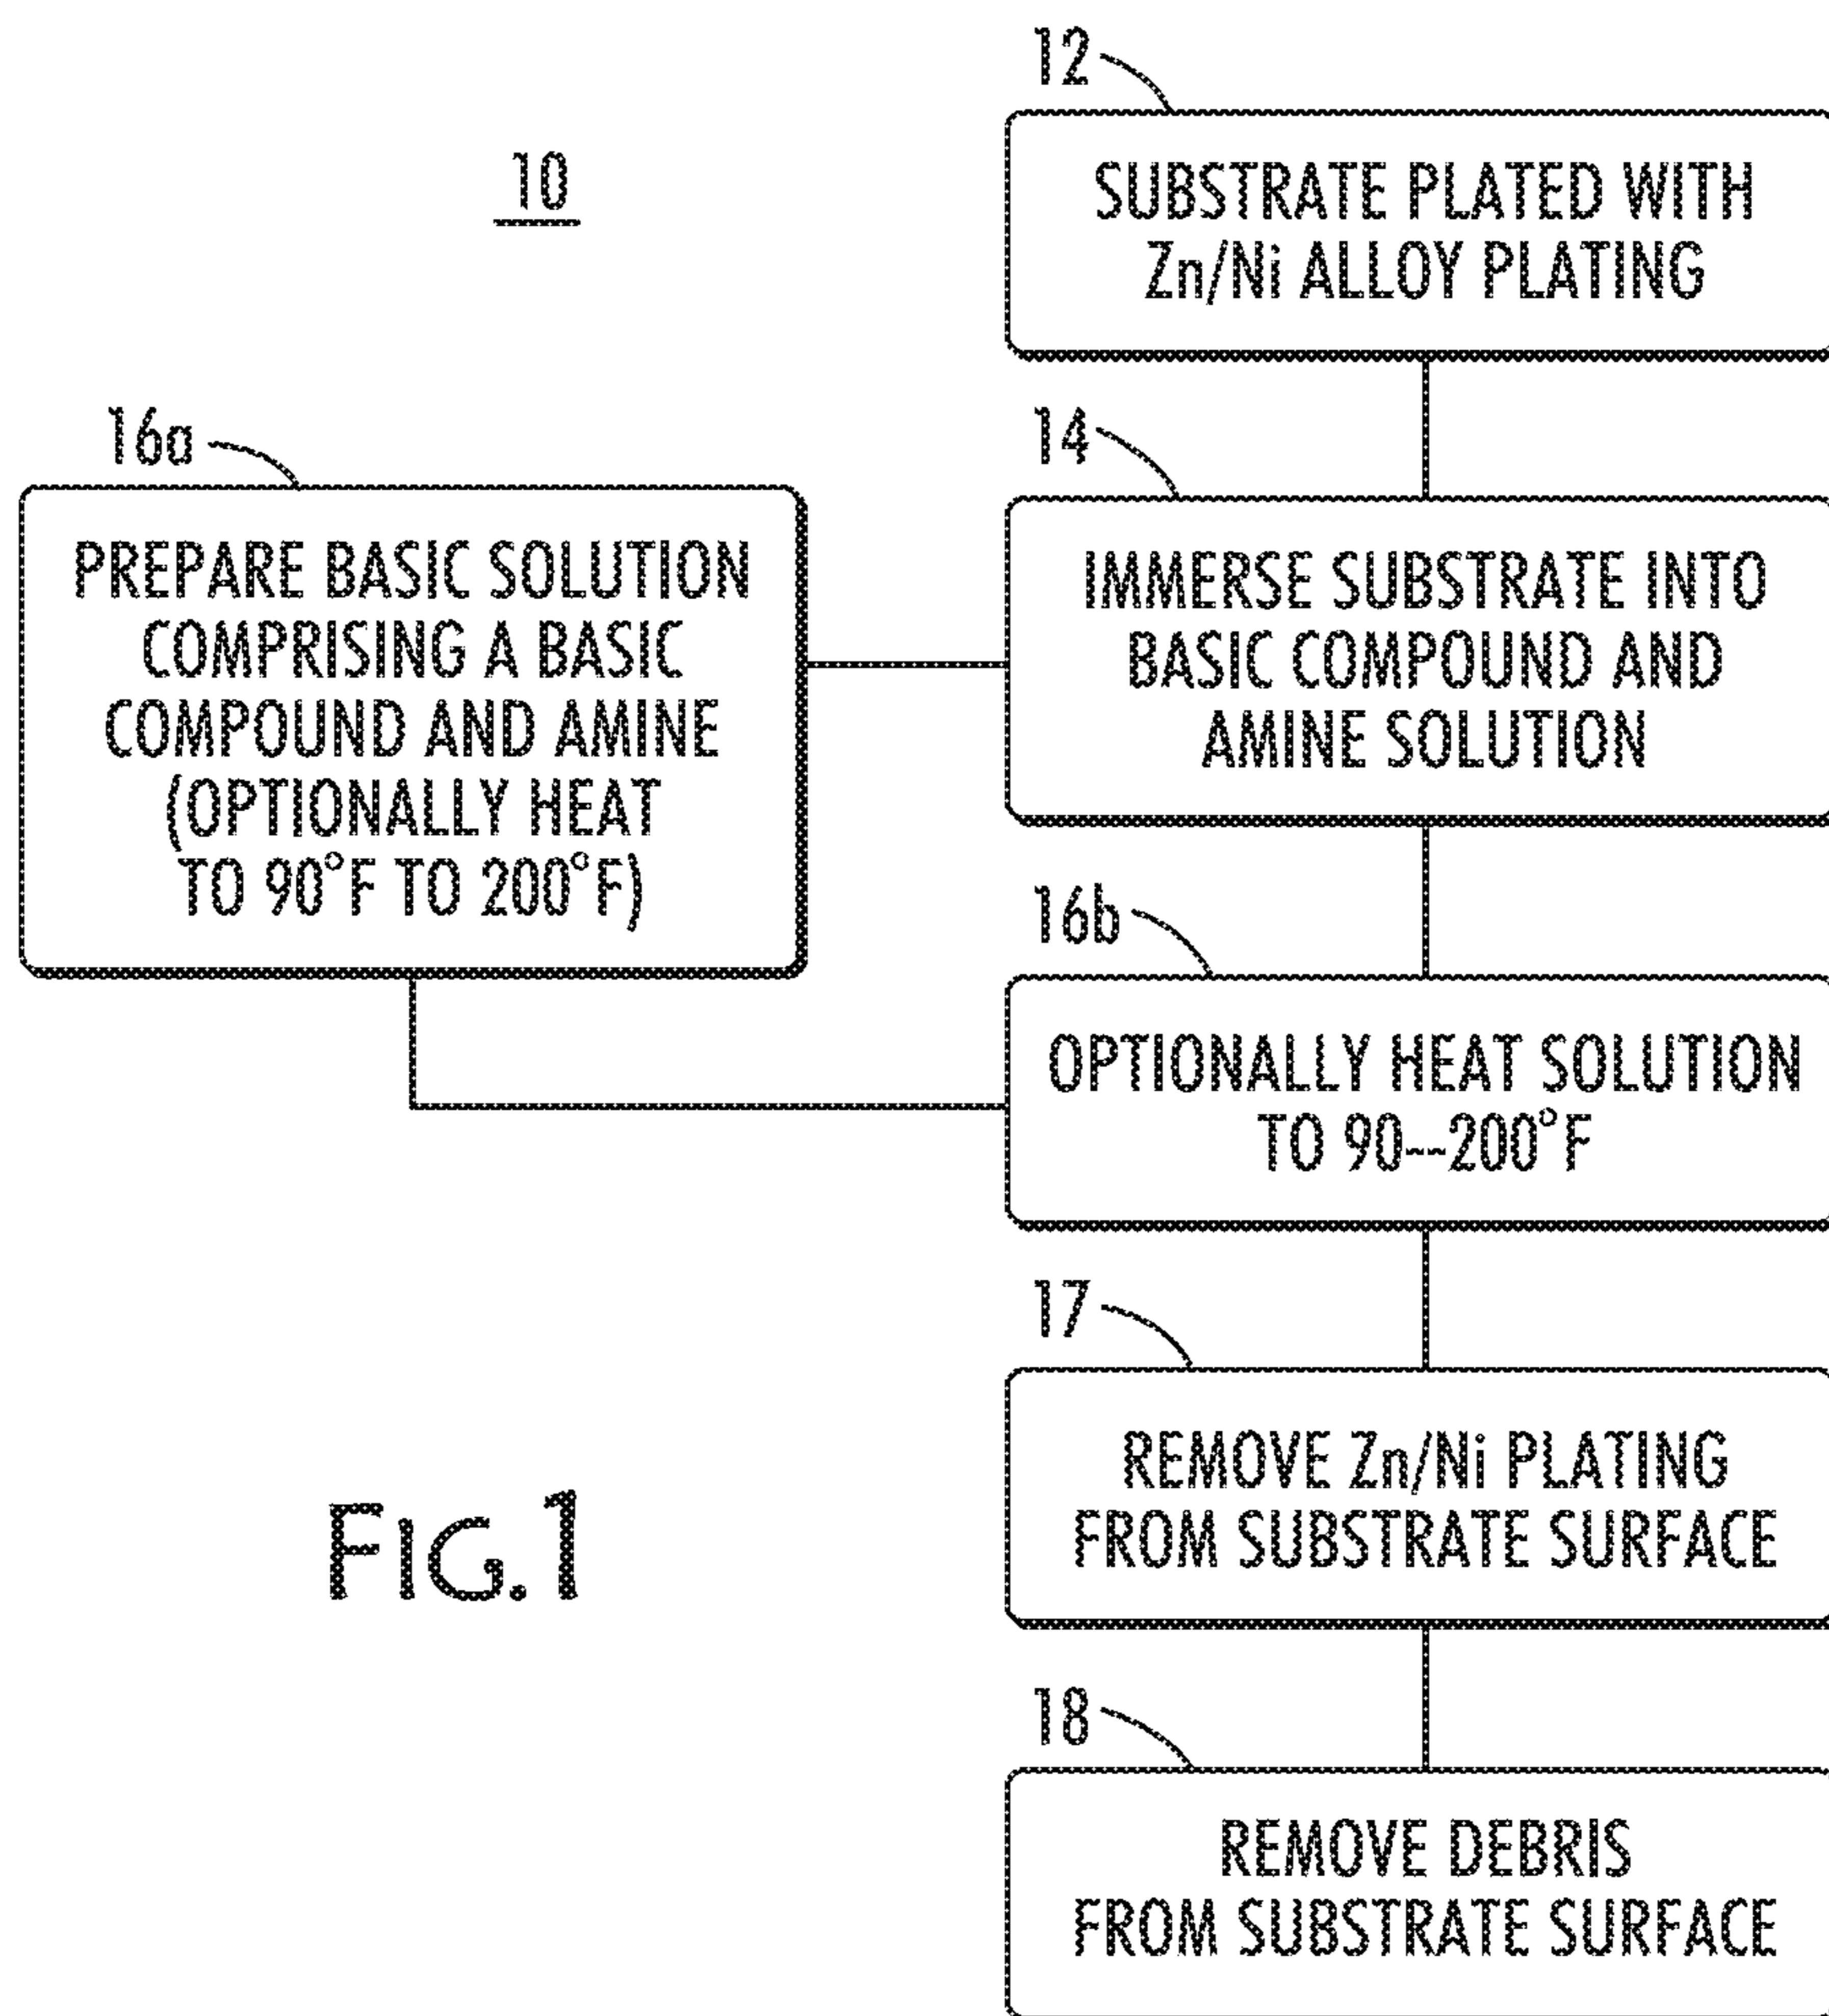 10
12
SUBSTRATE PLATED WITH
Zn/Ni ALLOY PLATING
16a
PREPARE BASIC SOLUTION
COMPRISING A BASIC
COMPOUND AND AMINE
(OPTIONALLY HEAT
TO 90°F TO 200°F)
14
IMMERSE SUBSTRATE INTO
BASIC COMPOUND AND
AMINE SOLUTION
16b
OPTIONALLY HEAT SOLUTION
TO 90--200°F
17
REMOVE Zn/Ni PLATING
FROM SUBSTRATE SURFACE
18
REMOVE DEBRIS
FROM SUBSTRATE SURFACE
FIG.1